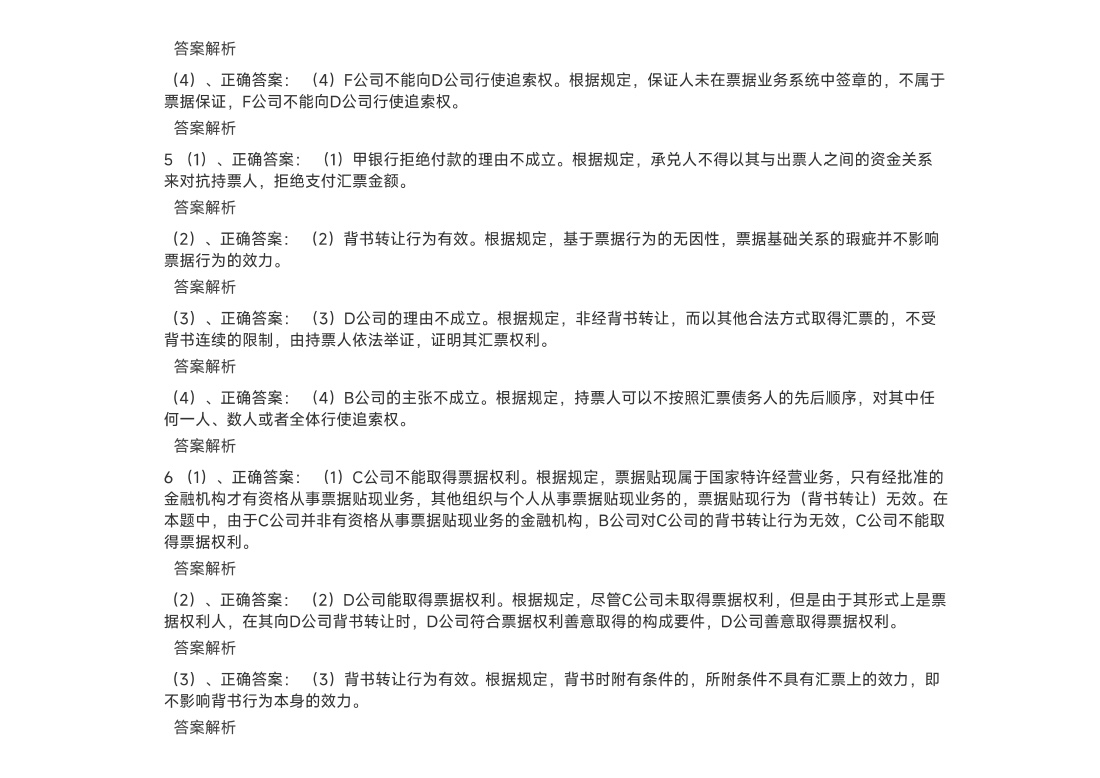 答案解析
（4）、正确答案： （4）F公司不能向D公司行使追索权。根据规定，保证人未在票据业务系统中签章的，不属于
票据保证，F公司不能向D公司行使追索权。
答案解析
5 （1）、正确答案： （1）甲银行拒绝付款的理由不成立。根据规定，承兑人不得以其与出票人之间的资金关系
来对抗持票人，拒绝支付汇票金额。
答案解析
（2）、正确答案： （2）背书转让行为有效。根据规定，基于票据行为的无因性，票据基础关系的瑕疵并不影响
票据行为的效力。
答案解析
（3）、正确答案： （3）D公司的理由不成立。根据规定，非经背书转让，而以其他合法方式取得汇票的，不受
背书连续的限制，由持票人依法举证，证明其汇票权利。
答案解析
（4）、正确答案： （4）B公司的主张不成立。根据规定，持票人可以不按照汇票债务人的先后顺序，对其中任
何一人、数人或者全体行使追索权。
答案解析
6 （1）、正确答案： （1）C公司不能取得票据权利。根据规定，票据贴现属于国家特许经营业务，只有经批准的
金融机构才有资格从事票据贴现业务，其他组织与个人从事票据贴现业务的，票据贴现行为（背书转让）无效。在
本题中，由于C公司并非有资格从事票据贴现业务的金融机构，B公司对C公司的背书转让行为无效，C公司不能取
得票据权利。
答案解析
（2）、正确答案： （2）D公司能取得票据权利。根据规定，尽管C公司未取得票据权利，但是由于其形式上是票
据权利人，在其向D公司背书转让时，D公司符合票据权利善意取得的构成要件，D公司善意取得票据权利。
答案解析
（3）、正确答案： （3）背书转让行为有效。根据规定，背书时附有条件的，所附条件不具有汇票上的效力，即
不影响背书行为本身的效力。
答案解析